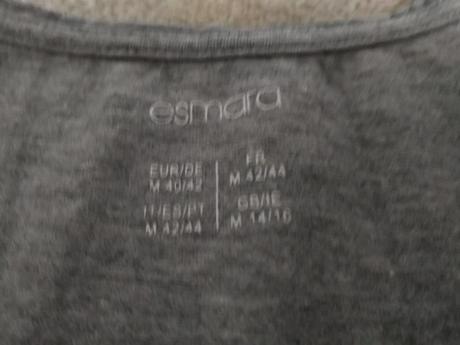 esmara
EUR/DE
M 40/42
IT/ES/PT
M 42/44
FR
M 42/44
GB/IE
M 14/16